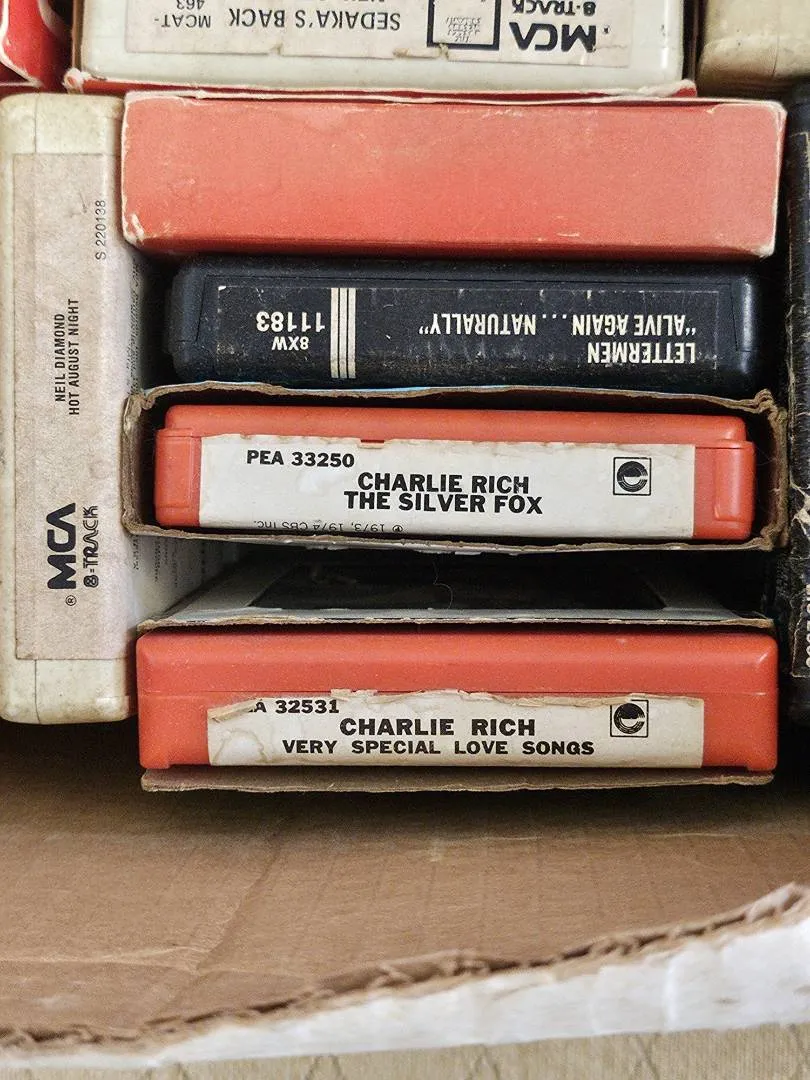 MCA
8-TRACK
SEDAKA'S BACK
MCAT-
463
S 220138
NEIL DIAMOND
HOT AUGUST NIGHT
® MCA
8-TRACK
LETTERMEN
"ALIVE AGAIN .... NATURALLY"
8XW
11183
PEA 33250
CHARLIE RICH
THE SILVER FOX
℗ 1973, 1974 CBS Inc.
A 32531
CHARLIE RICH
VERY SPECIAL LOVE SONGS